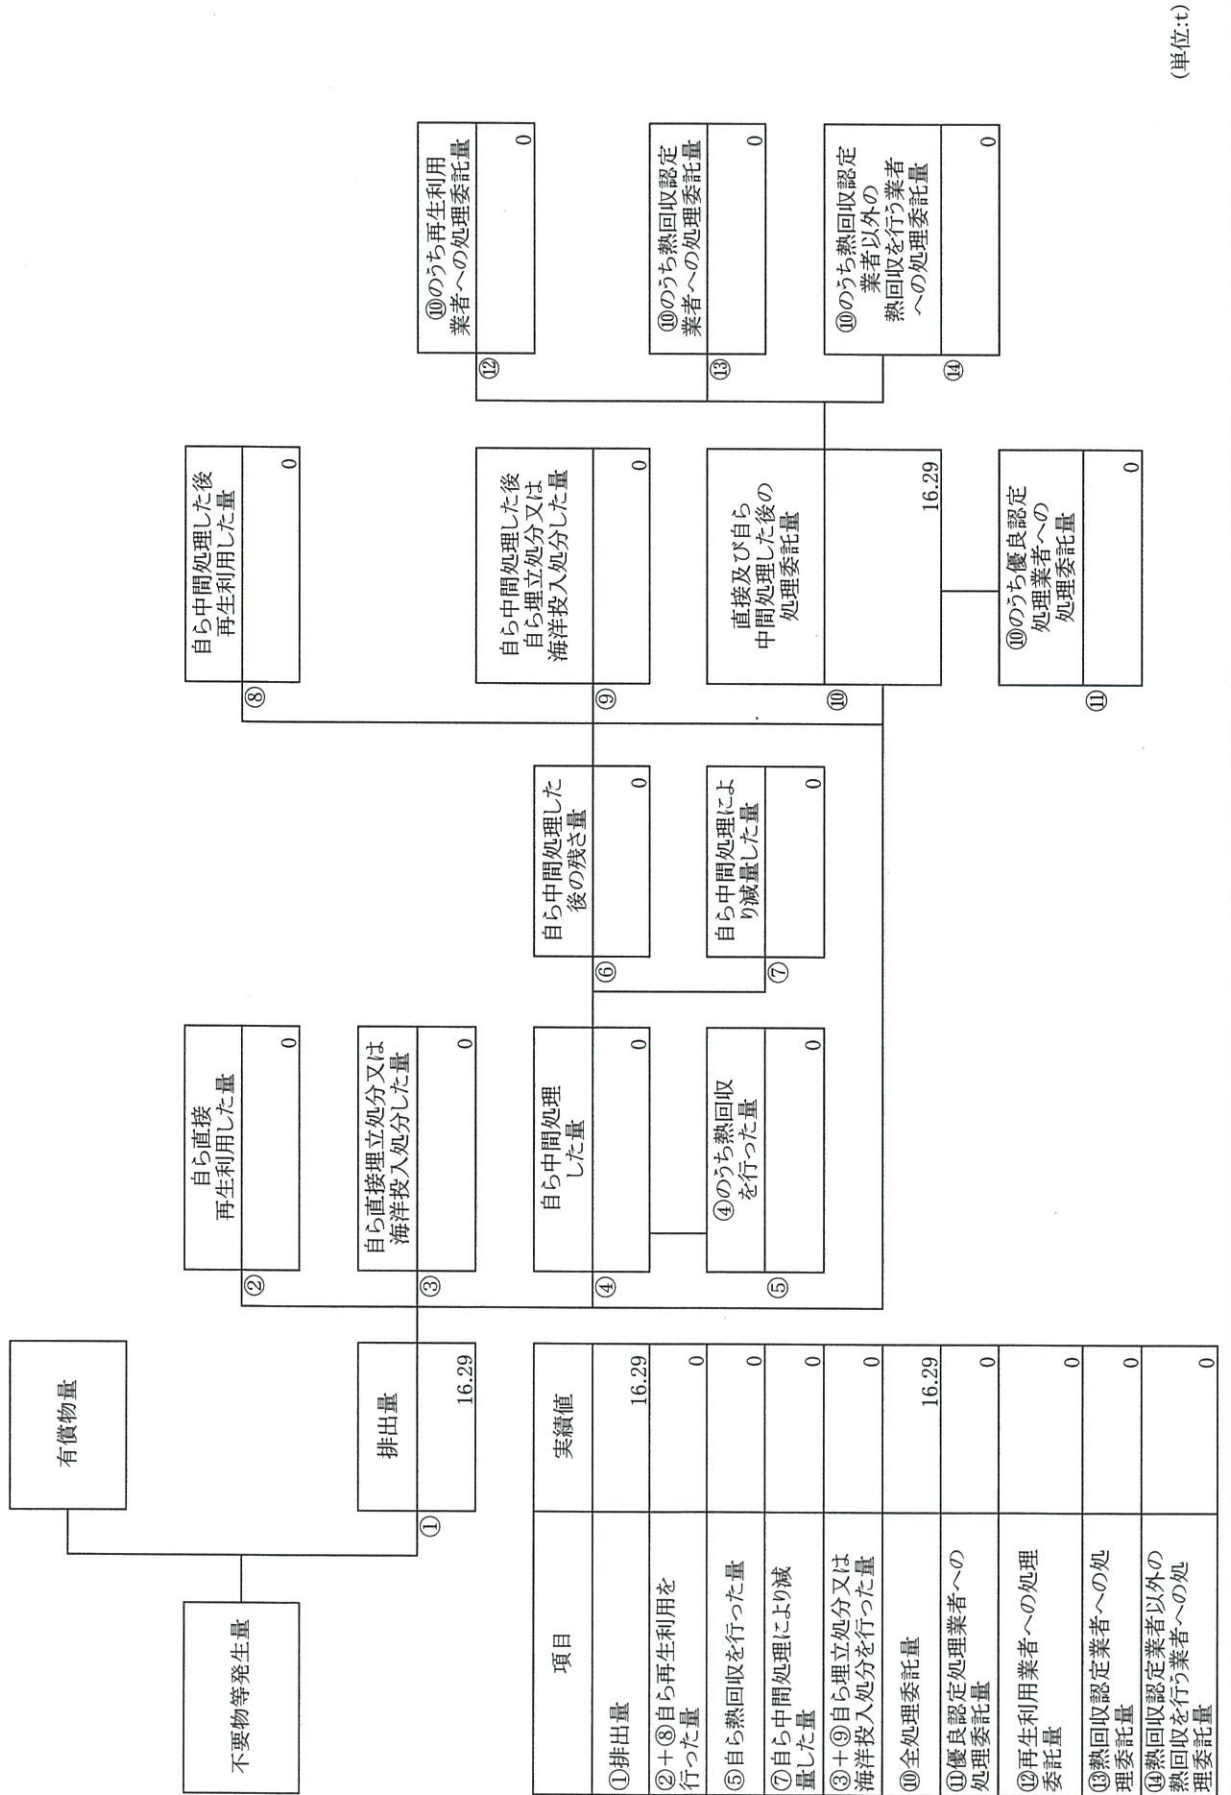 (単位:t)
不要物等発生量
有償物量
①
排出量
16.29
②
自ら直接
再生利用した量
0
③
自ら直接埋立処分又は
海洋投入処分した量
0
④
自ら中間処理
した量
0
⑤
④のうち熱回収
を行った量
0
⑥
自ら中間処理した
後の残さ量
0
⑦
自ら中間処理によ
り減量した量
0
⑧
自ら中間処理した後
再生利用した量
0
⑨
自ら中間処理した後
自ら埋立処分又は
海洋投入処分した量
0
⑩
直接及び自ら
中間処理した後の
処理委託量
16.29
⑪
⑩のうち優良認定
処理業者への
処理委託量
0
⑫
⑩のうち再生利用
業者への処理委託量
0
⑬
⑩のうち熱回収認定
業者への処理委託量
0
⑭
⑩のうち熱回収認定
業者以外の
熱回収を行う業者
への処理委託量
0
項目 実績値
①排出量 16.29
②+⑧自ら再生利用を
行った量 0
⑤自ら熱回収を行った量 0
⑦自ら中間処理により減
量した量 0
③+⑨自ら埋立処分又は
海洋投入処分を行った量 0
⑩全処理委託量 16.29
⑪優良認定処理業者への
処理委託量 0
⑫再生利用業者への処理
委託量 0
⑬熱回収認定業者への処
理委託量 0
⑭熱回収認定業者以外の
熱回収を行う業者への処
理委託量 0